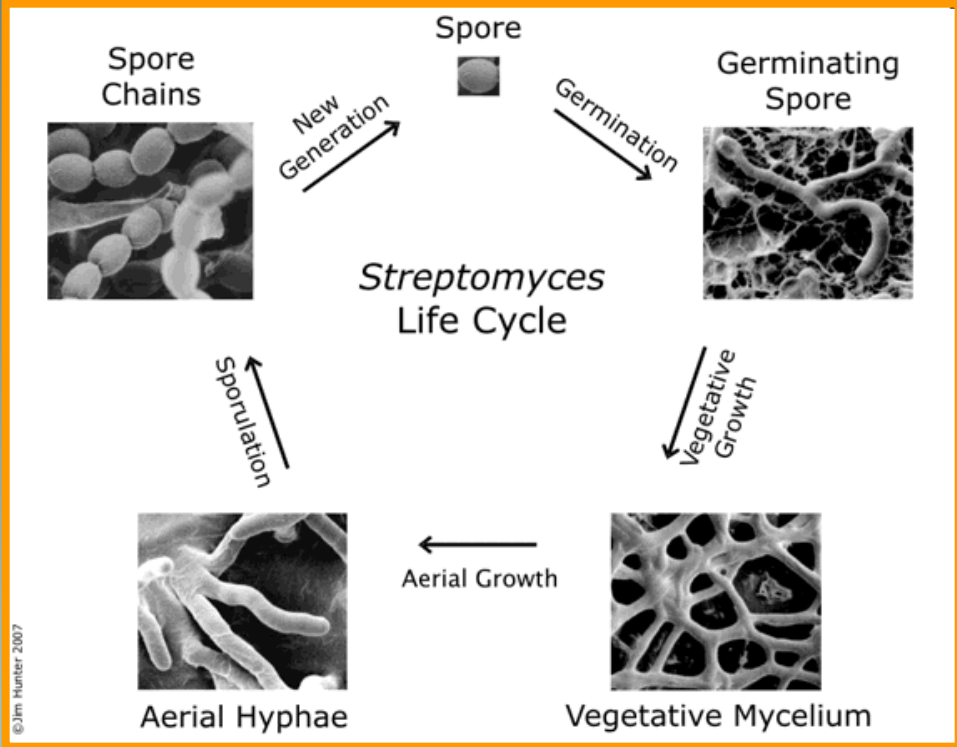 Spore
Spore
Chains
New
Generation
Germination
Germinating
Spore
Streptomyces
Life Cycle
Sporulation
Vegetative
Growth
Aerial Growth
Aerial Hyphae
Vegetative Mycelium
©Jim Hunter 2007